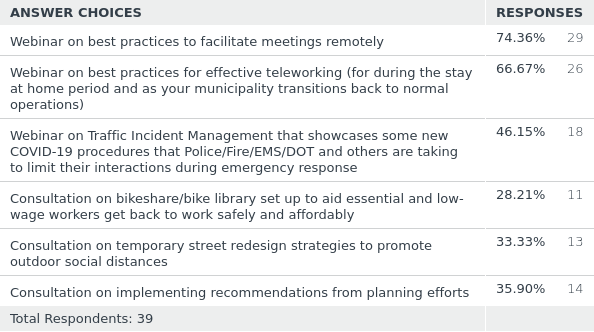 ANSWER CHOICES RESPONSES
Webinar on best practices to facilitate meetings remotely 74.36% 29
Webinar on best practices for effective teleworking (for during the stay 66.67% 26
at home period and as your municipality transitions back to normal
operations)
Webinar on Traffic Incident Management that showcases some new 46.15% 18
COVID-19 procedures that Police/Fire/EMS/DOT and others are taking
to limit their interactions during emergency response
Consultation on bikeshare/bike library set up to aid essential and low- 28.21% 11
wage workers get back to work safely and affordably
Consultation on temporary street redesign strategies to promote 33.33% 13
outdoor social distances
Consultation on implementing recommendations from planning efforts 35.90% 14
Total Respondents: 39